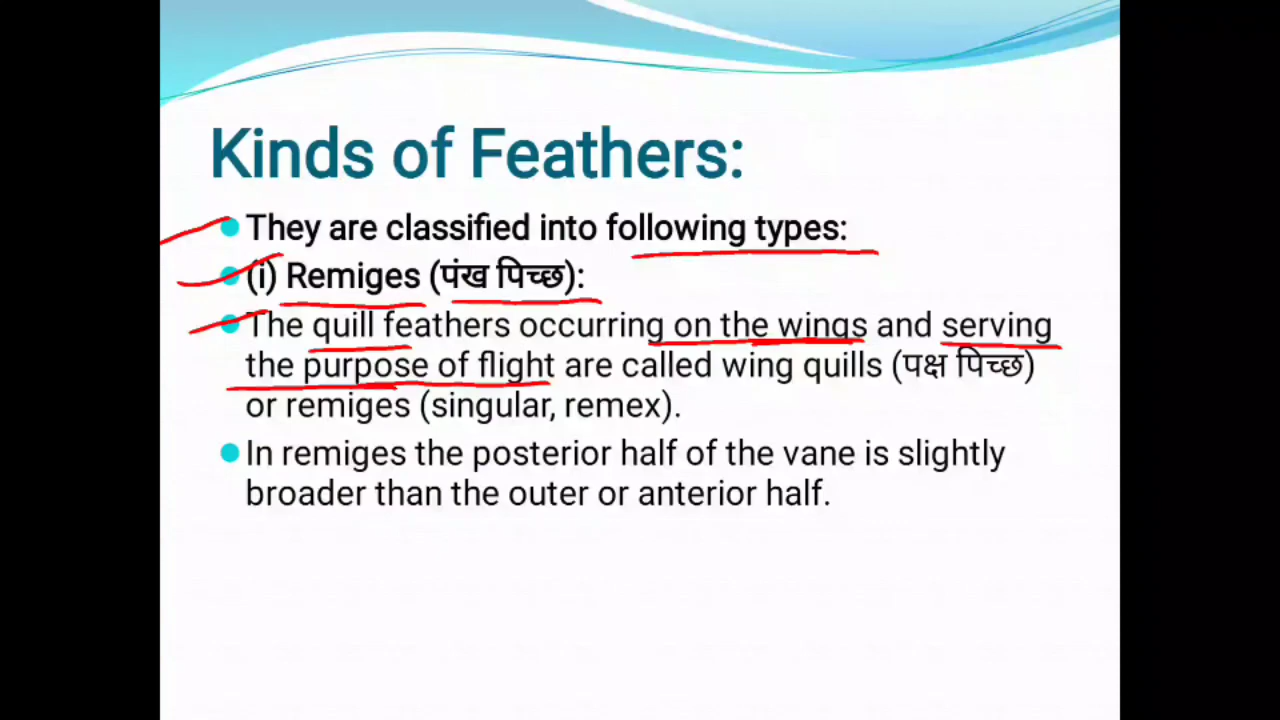 Kinds of Feathers:
They are classified into following types:
(i) Remiges (पंख पिच्छ):
The quill feathers occurring on the wings and serving
the purpose of flight are called wing quills (पक्ष पिच्छ)
or remiges (singular, remex).
In remiges the posterior half of the vane is slightly
broader than the outer or anterior half.